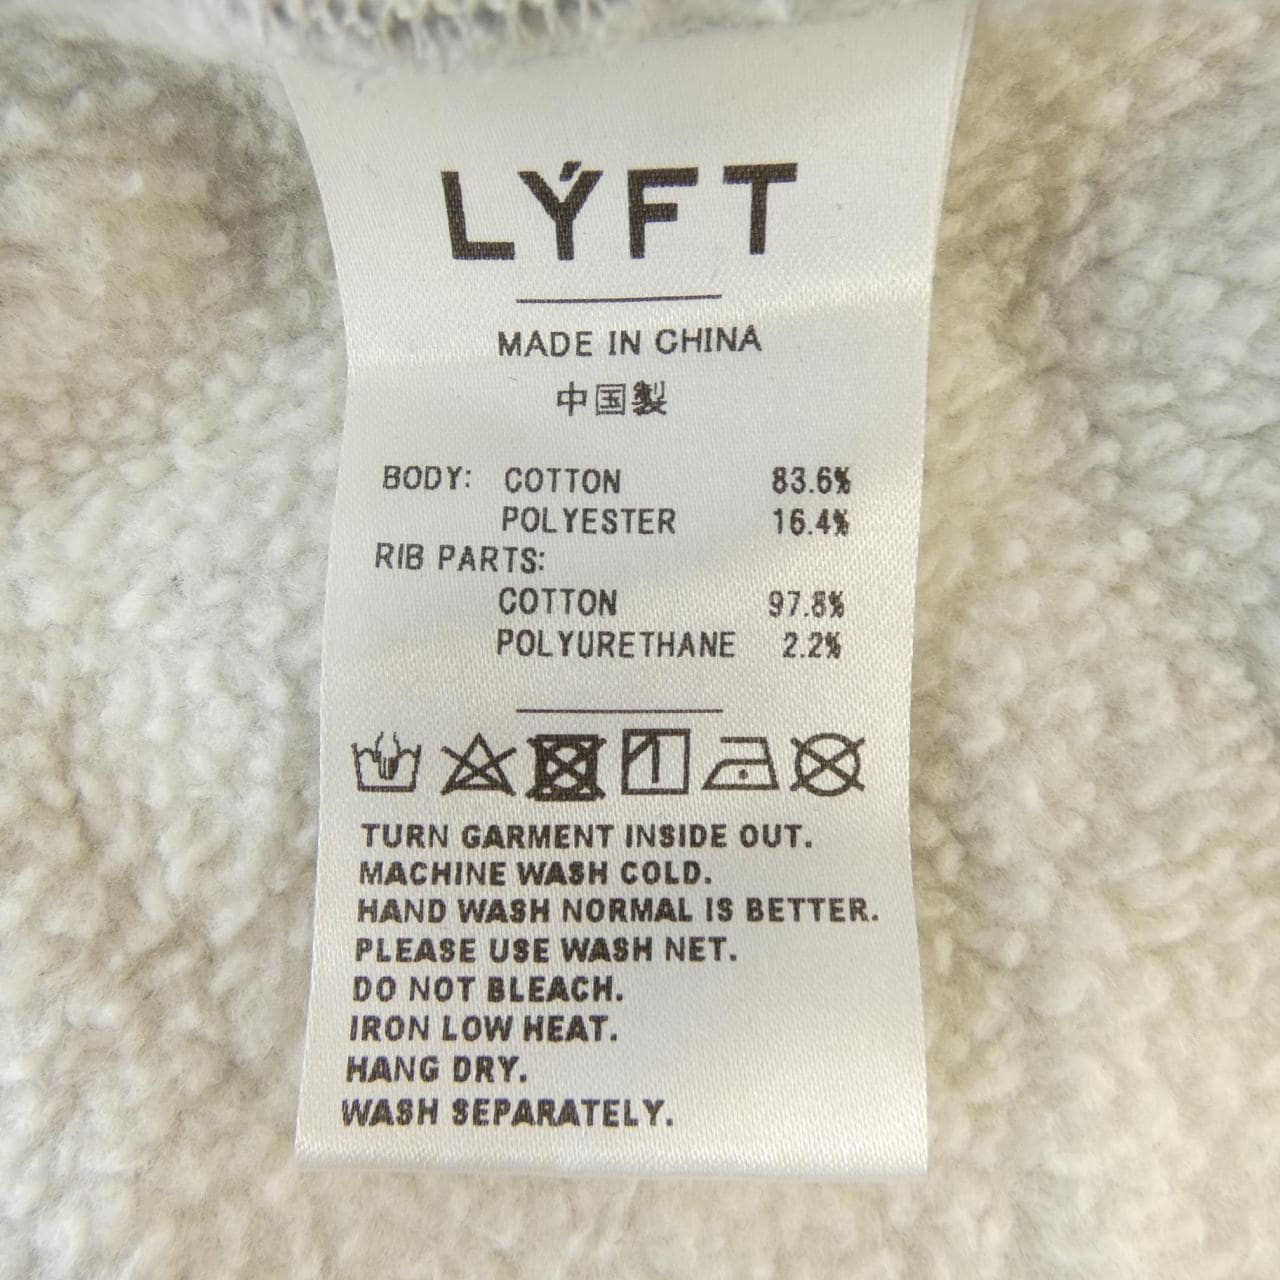 LÝFT
MADE IN CHINA
中国製
BODY: COTTON 83.6%
POLYESTER 16.4%
RIB PARTS:
COTTON 97.8%
POLYURETHANE 2.2%
TURN GARMENT INSIDE OUT.
MACHINE WASH COLD.
HAND WASH NORMAL IS BETTER.
PLEASE USE WASH NET.
DO NOT BLEACH.
IRON LOW HEAT.
HANG DRY.
WASH SEPARATELY.